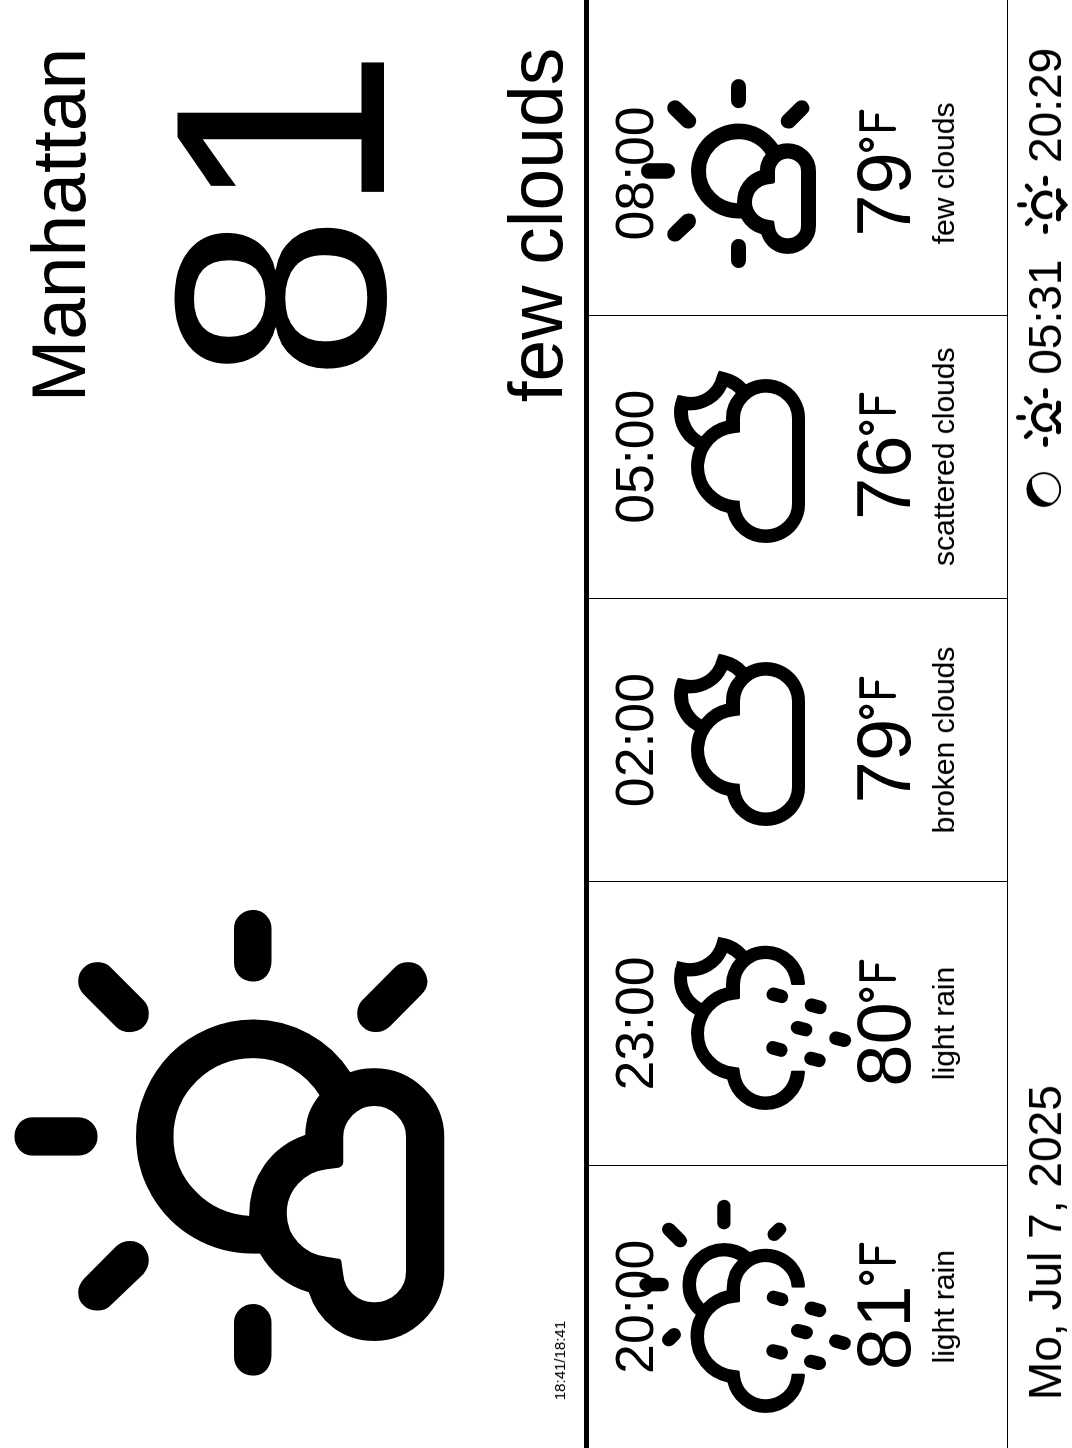 Manhattan
81
few clouds
18:41/18:41
20:00
81°F
light rain
23:00
80°F
light rain
02:00
79°F
broken clouds
05:00
76°F
scattered clouds
08:00
79°F
few clouds
Mo, Jul 7, 2025
05:31
20:29